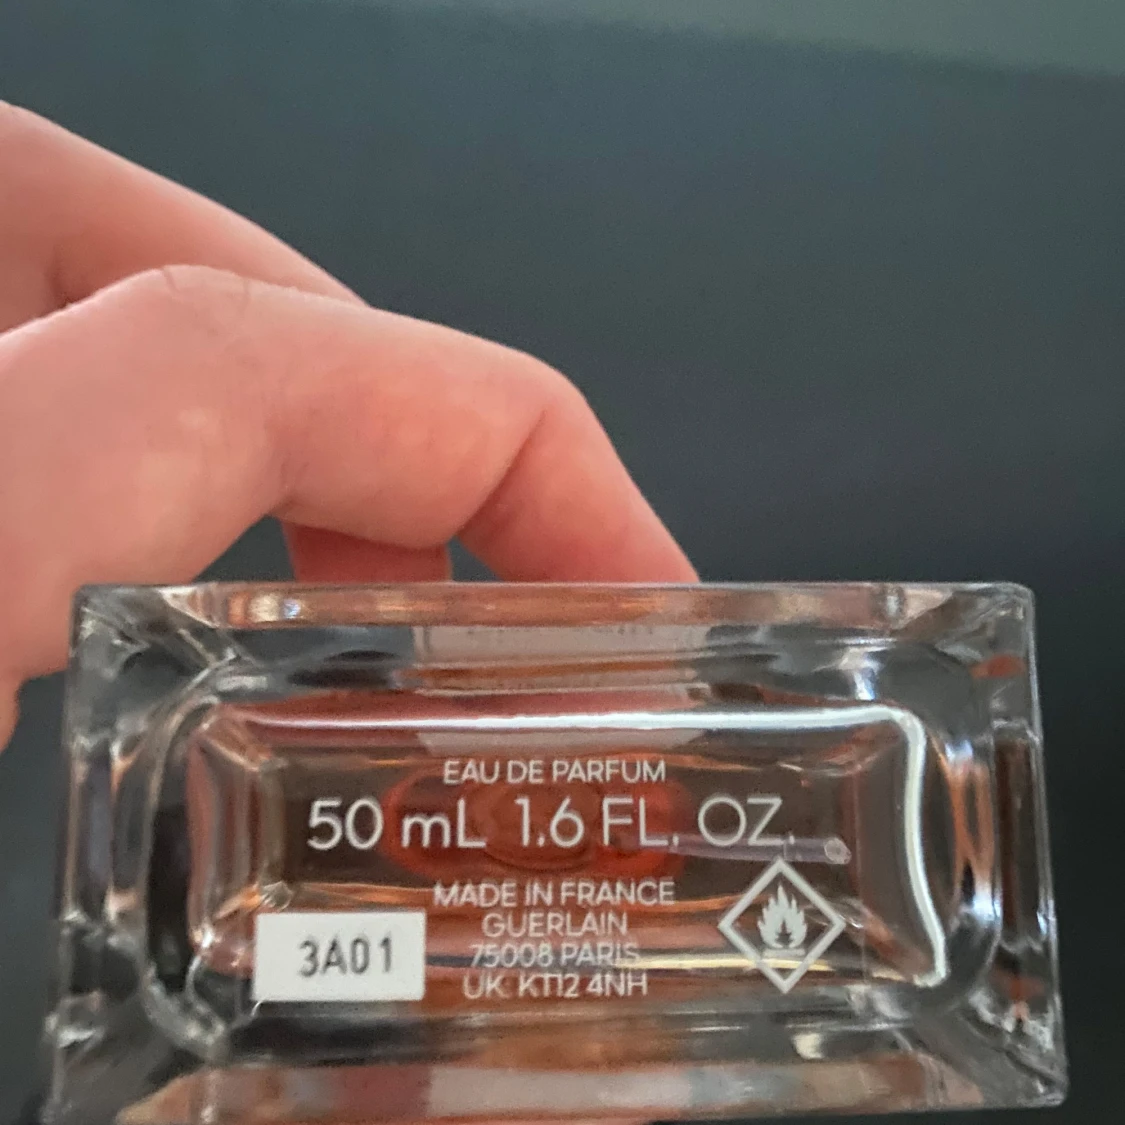 EAU DE PARFUM
50 mL 1.6 FL. OZ.
MADE IN FRANCE
GUERLAIN
75008 PARIS
UK KT12 4NH
3A01